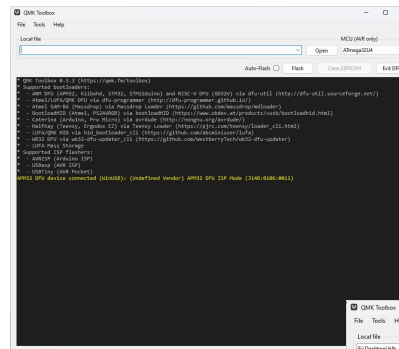 QMK Toolbox
File Tools Help
Local file
MCU (AVR only)
Open
ATmega32U4
Auto-Flash
Flash
Clear EEPROM
Exit DF
* QMK Toolbox 0.3.3 (https://qmk.fm/toolbox)
* Supported bootloaders:
* - ARM DFU (APM32, Kiibohd, STM32, STM32duino) and RISC-V DFU (GD32V) via dfu-util (http://dfu-util.sourceforge.net/)
* - Atmel/LUFA/QMK DFU via dfu-programmer (http://dfu-programmer.github.io/)
* - Atmel SAM-BA (Massdrop) via Massdrop Loader (https://github.com/massdrop/mdloader)
* - BootloadHID (Atmel, PS2AVRGB) via bootloadHID (https://www.obdev.at/products/vusb/bootloadhid.html)
* - Caterina (Arduino, Pro Micro) via avrdude (http://nongnu.org/avrdude/)
* - HalfKay (Teensy, Ergodox EZ) via Teensy Loader (https://pjrc.com/teensy/loader_cli.html)
* - LUFA/QMK HID via hid_bootloader_cli (https://github.com/abcminiuser/lufa)
* - WB32 DFU via wb32-dfu-updater_cli (https://github.com/WestberryTech/wb32-dfu-updater)
* - LUFA Mass Storage
* Supported ISP flashers:
* - AVRISP (Arduino ISP)
* - USBasp (AVR ISP)
* - USBTiny (AVR Pocket)
APM32 DFU device connected (WinUSB): (Undefined Vendor) APM32 DFU ISP Mode (314B:0106:0011)
QMK Toolbox
File Tools H
Local file